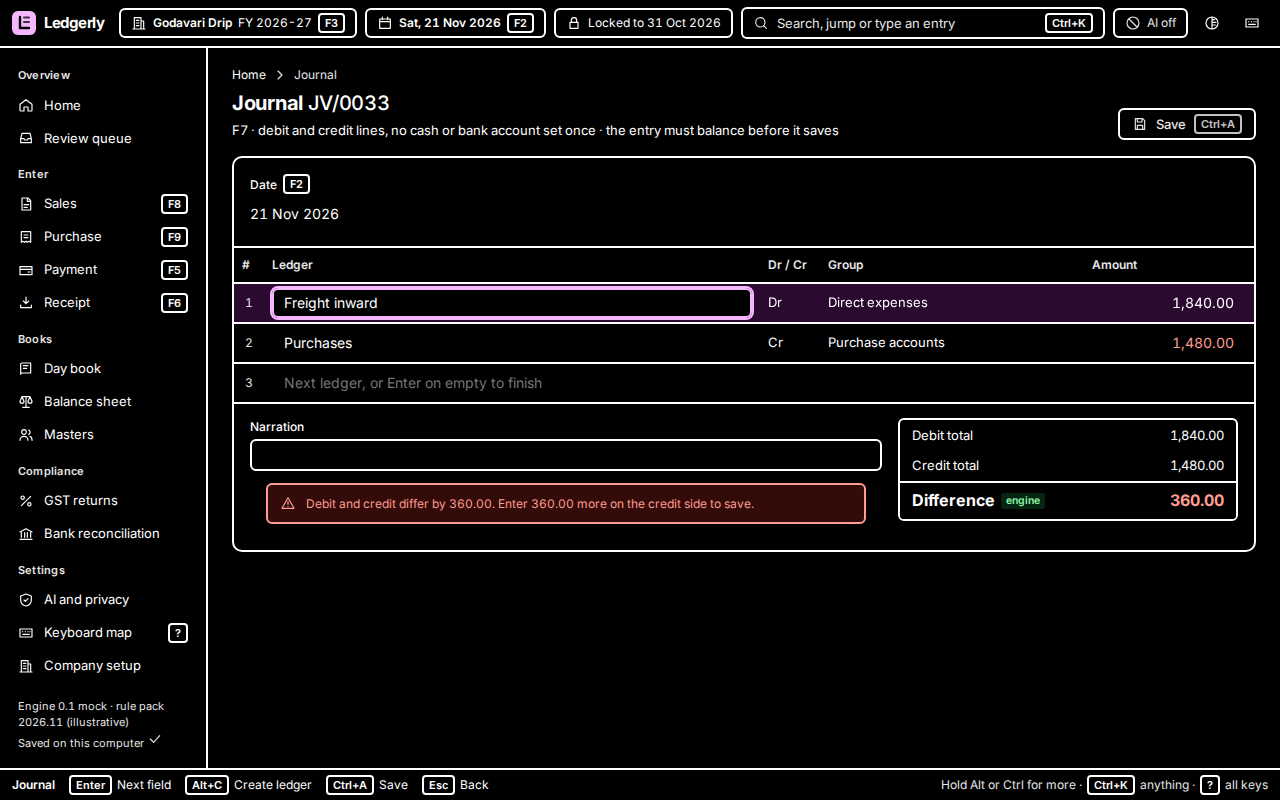 Ledgerly
Godavari Drip FY 2026-27 F3
Sat, 21 Nov 2026 F2
Locked to 31 Oct 2026
Search, jump or type an entry Ctrl+K
AI off
Overview
Home
Review queue
Enter
Sales F8
Purchase F9
Payment F5
Receipt F6
Books
Day book
Balance sheet
Masters
Compliance
GST returns
Bank reconciliation
Settings
AI and privacy
Keyboard map ?
Company setup
Engine 0.1 mock · rule pack
2026.11 (illustrative)
Saved on this computer
Home Journal
Journal JV/0033
F7 · debit and credit lines, no cash or bank account set once · the entry must balance before it saves
Save Ctrl+A
Date F2
21 Nov 2026
# Ledger Dr / Cr Group Amount
1 Freight inward Dr Direct expenses 1,840.00
2 Purchases Cr Purchase accounts 1,480.00
3 Next ledger, or Enter on empty to finish
Narration
Debit and credit differ by 360.00. Enter 360.00 more on the credit side to save.
Debit total 1,840.00
Credit total 1,480.00
Difference engine 360.00
Journal Enter Next field Alt+C Create ledger Ctrl+A Save Esc Back
Hold Alt or Ctrl for more · Ctrl+K anything · ? all keys